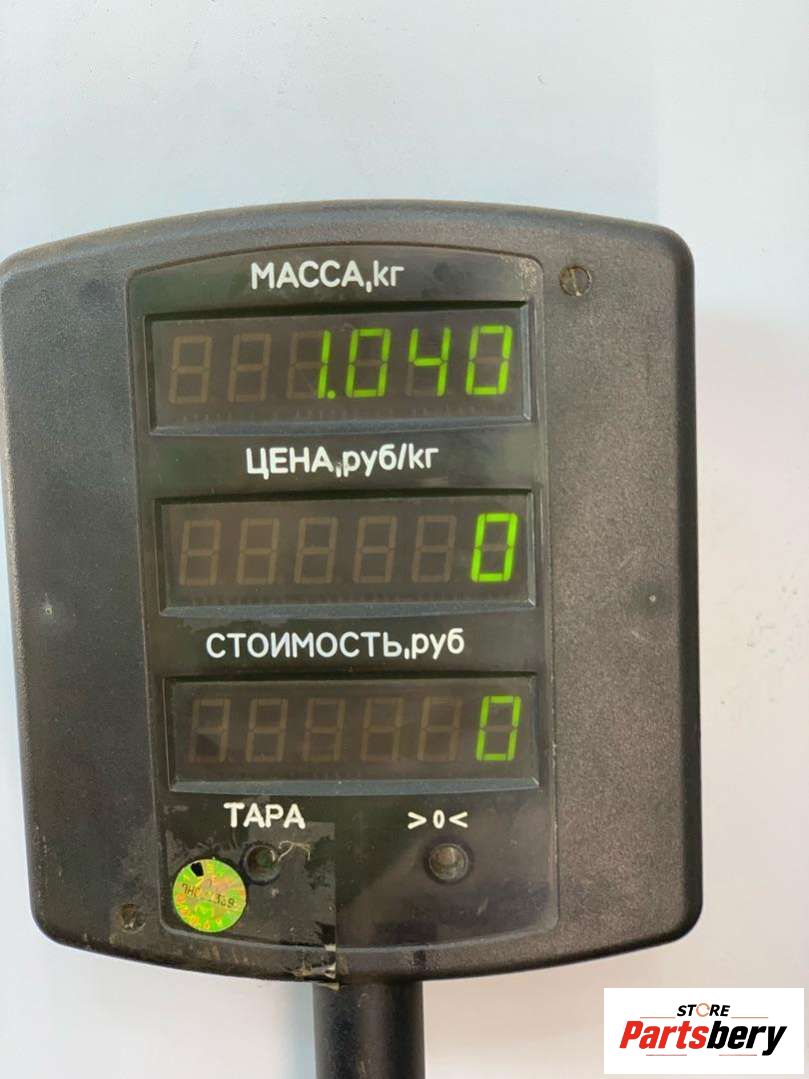 МАССА,кг
1.040
ЦЕНА,руб/кг
0
СТОИМОСТЬ,руб
0
ТАРА >0<
STORE
Partsbery